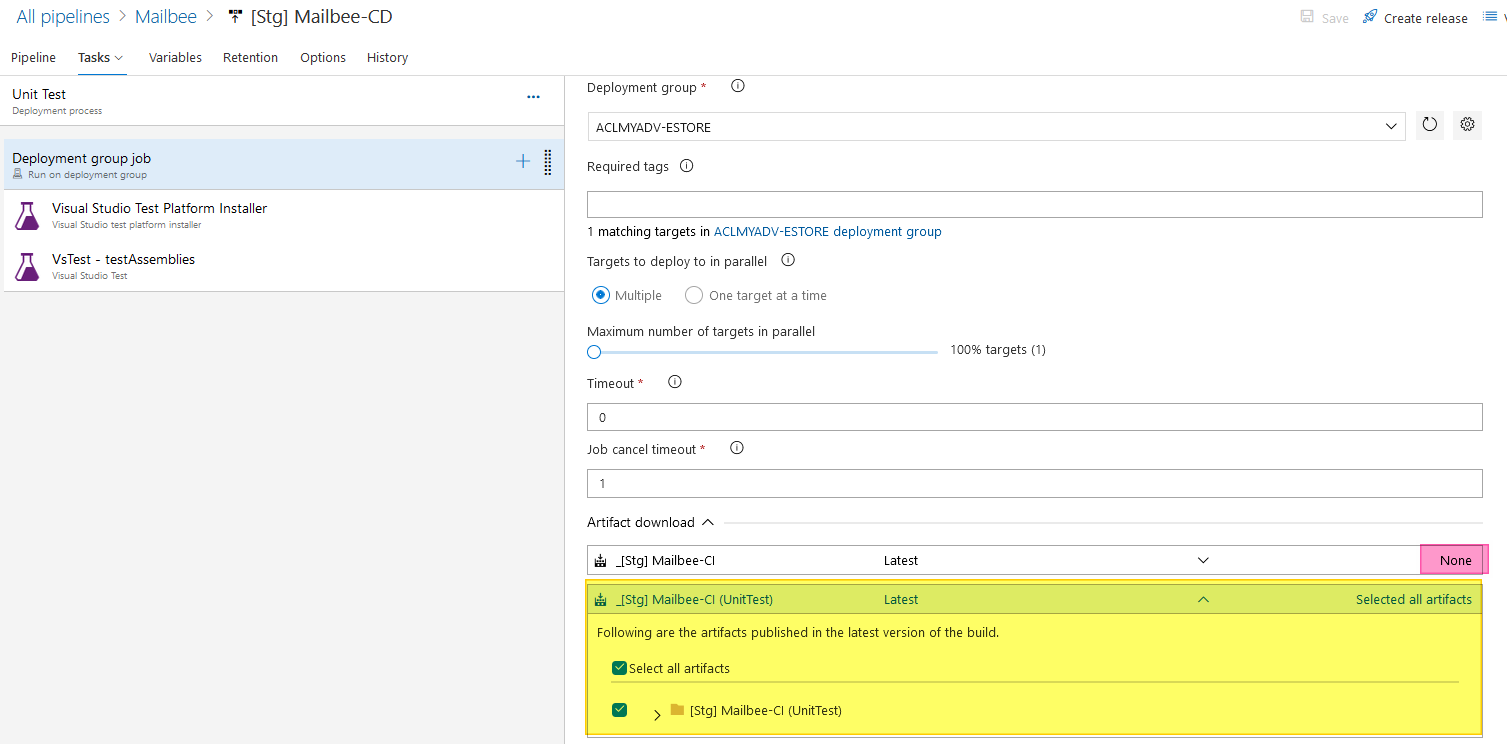 All pipelines > Mailbee > [Stg] Mailbee-CD
Save Create release
Pipeline Tasks Variables Retention Options History
Unit Test
Deployment process
Deployment group job
Run on deployment group
Visual Studio Test Platform Installer
Visual Studio test platform installer
VsTest - testAssemblies
Visual Studio Test
Deployment group *
ACLMYADV-ESTORE
Required tags
1 matching targets in ACLMYADV-ESTORE deployment group
Targets to deploy to in parallel
Multiple One target at a time
Maximum number of targets in parallel
100% targets (1)
Timeout *
0
Job cancel timeout *
1
Artifact download
_[Stg] Mailbee-CI Latest None
_[Stg] Mailbee-CI (UnitTest) Latest Selected all artifacts
Following are the artifacts published in the latest version of the build.
Select all artifacts
[Stg] Mailbee-CI (UnitTest)